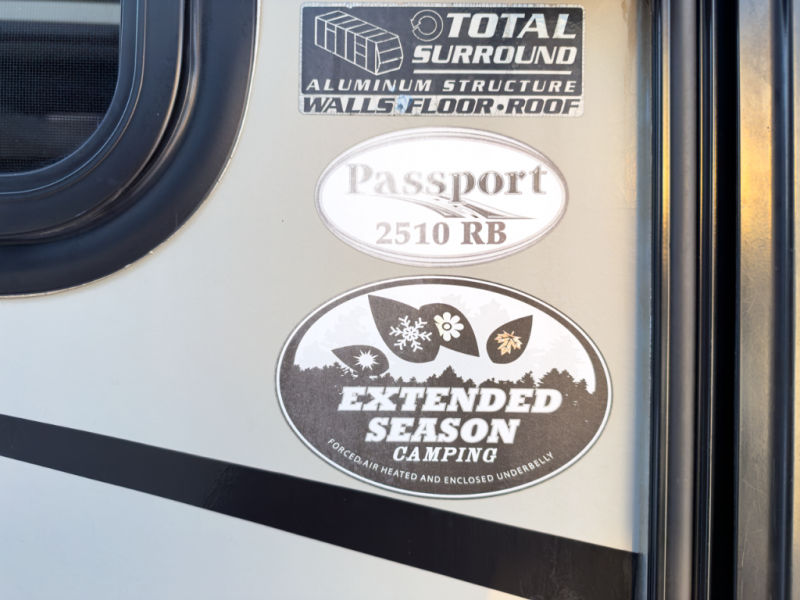 TOTAL
SURROUND
ALUMINUM STRUCTURE
WALLS•FLOOR•ROOF
Passport
2510 RB
EXTENDED
SEASON
CAMPING
FORCED AIR HEATED AND ENCLOSED UNDERBELLY